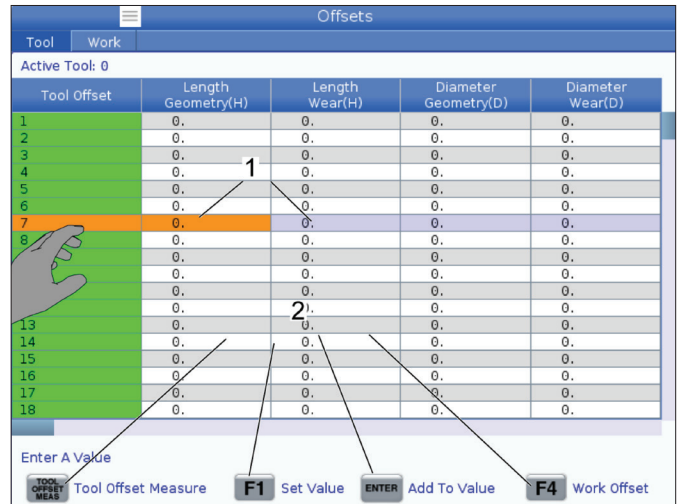 Offsets
Tool Work
Active Tool: 0
Tool Offset Length Geometry(H) Length Wear(H) Diameter Geometry(D) Diameter Wear(D)
1 0. 0. 0. 0.
2 0. 0. 0. 0.
3 0. 0. 0. 0.
4 0. 0. 0. 0.
1
5 0. 0. 0. 0.
6 0. 0. 0. 0.
7 0. 0. 0. 0.
8 0. 0. 0. 0.
0. 0. 0. 0.
0. 0. 0. 0.
0. 0. 0. 0.
0. 0. 0.
2
13 0. 0. 0. 0.
14 0. 0. 0. 0.
15 0. 0. 0. 0.
16 0. 0. 0. 0.
17 0. 0. 0. 0.
18 0. 0. 0. 0.
Enter A Value
TOOL OFFSET MEAS Tool Offset Measure F1 Set Value ENTER Add To Value F4 Work Offset